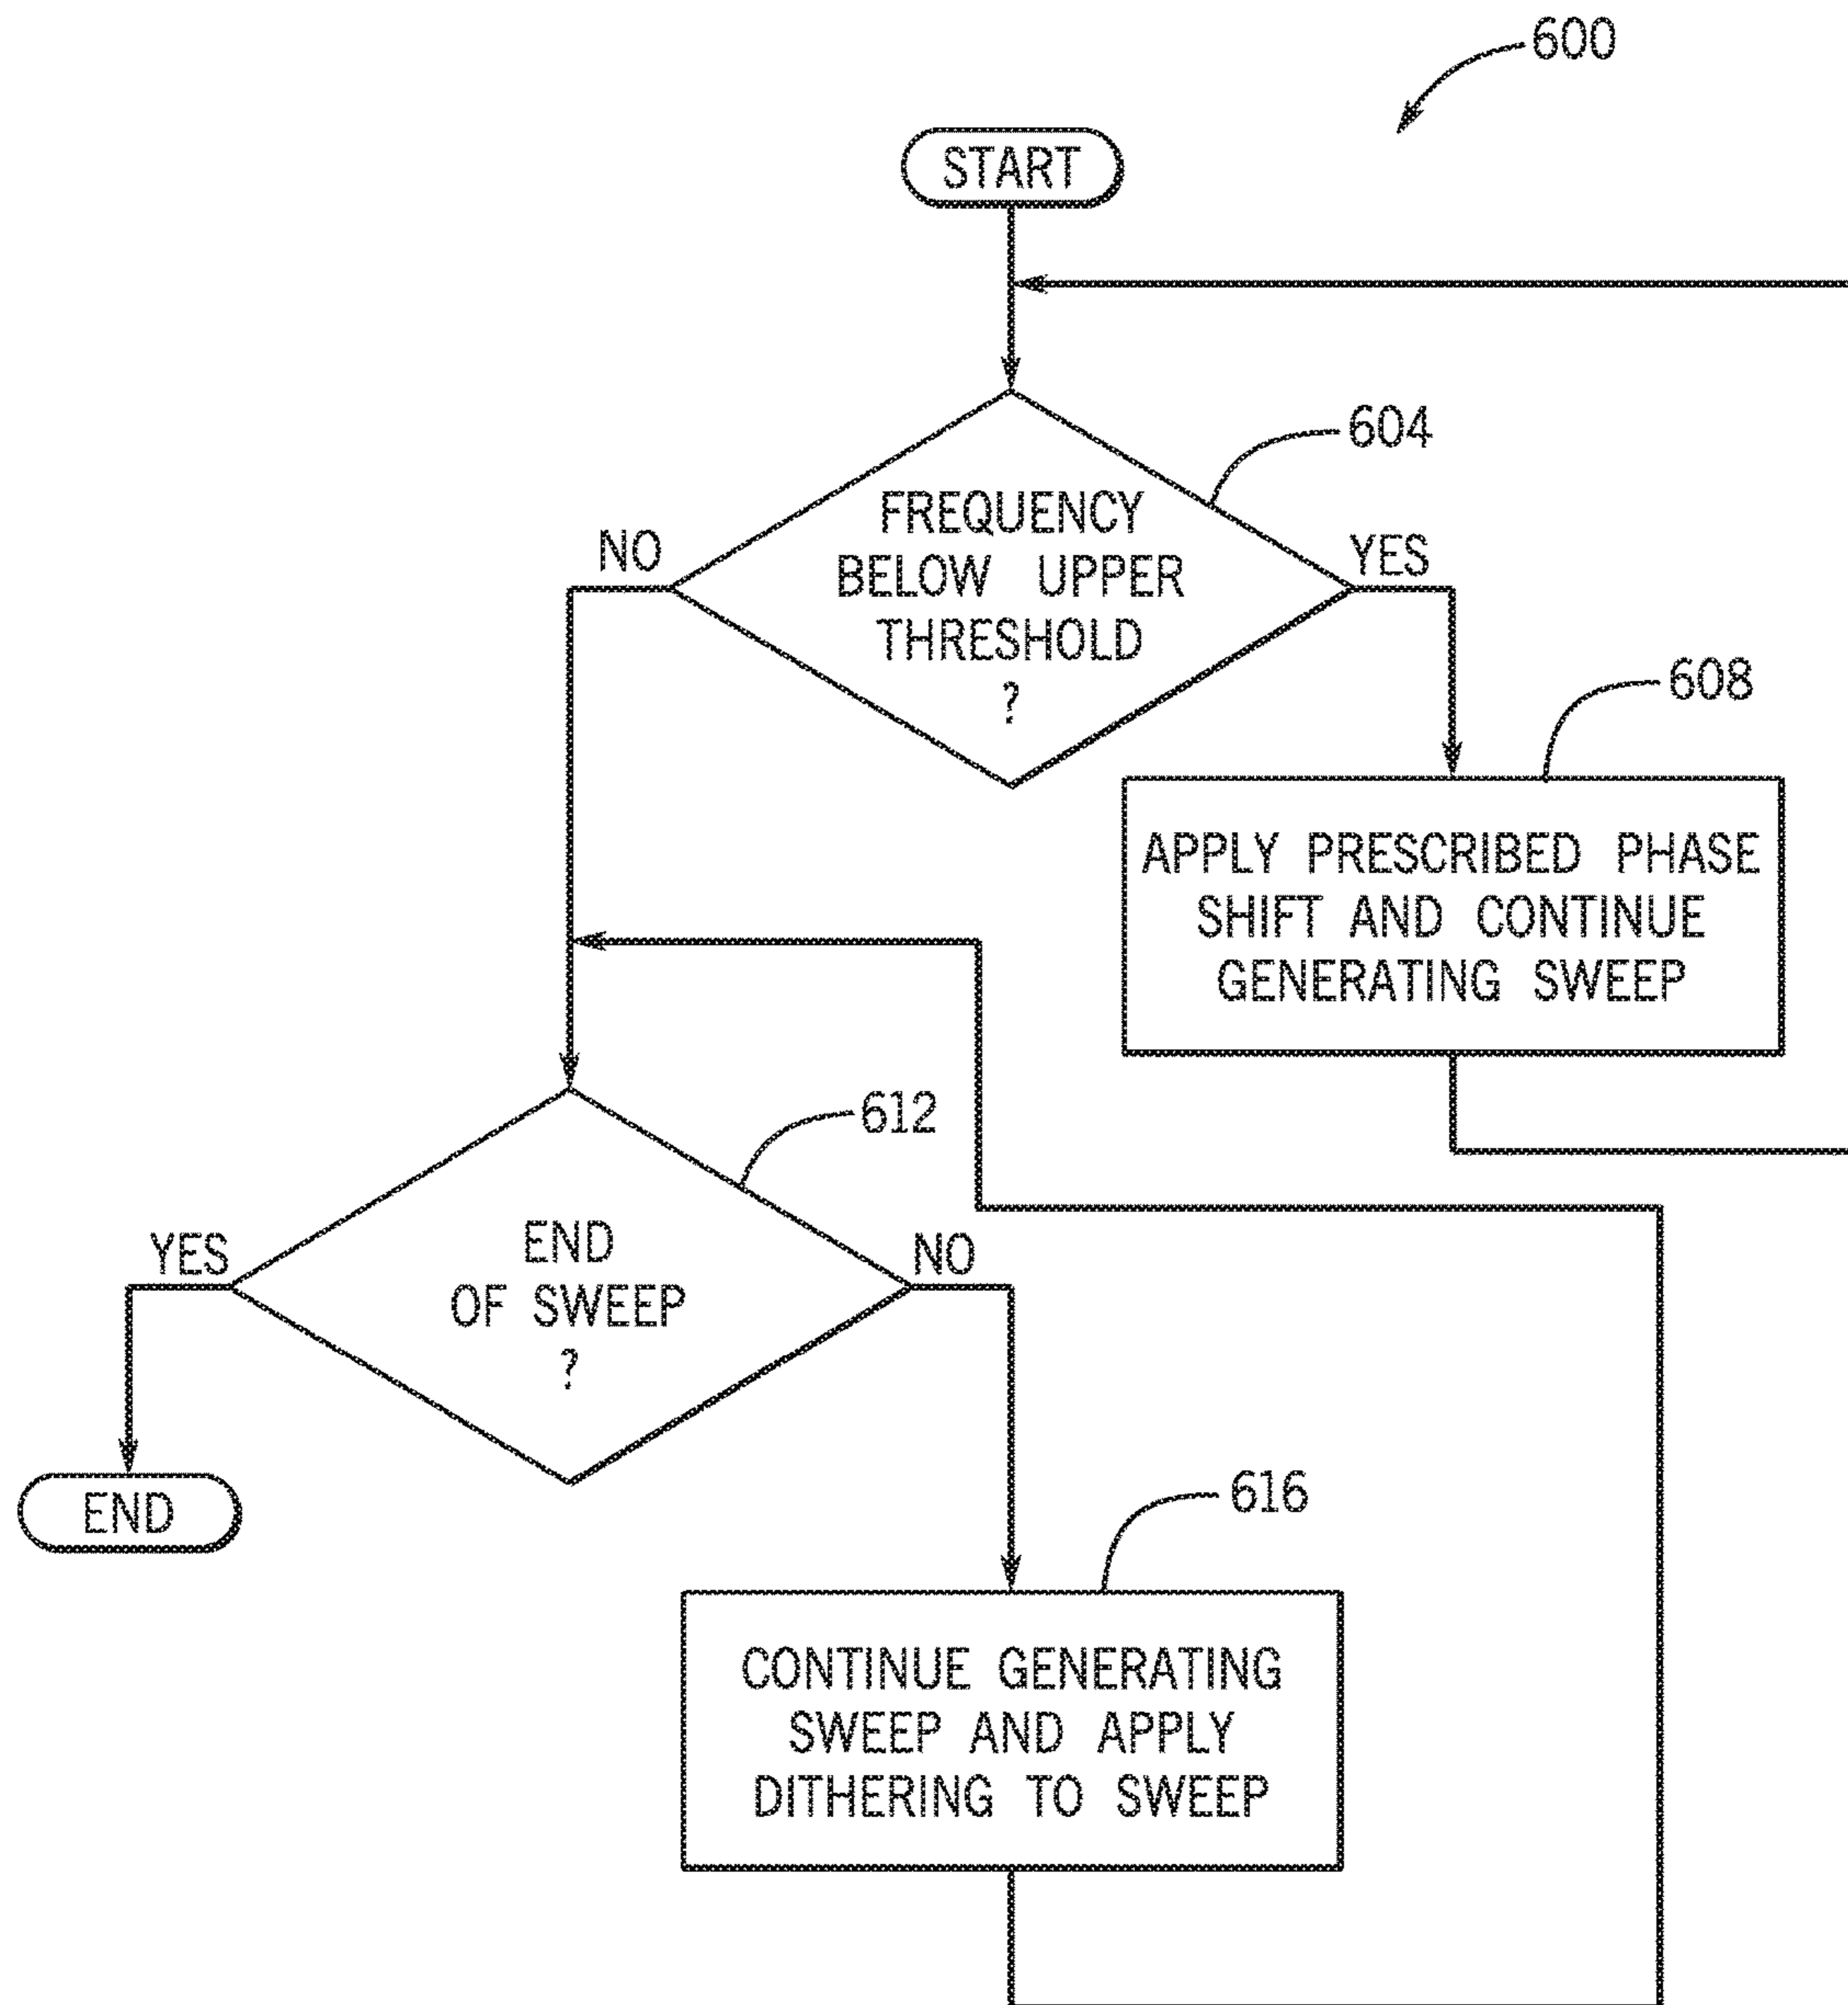 600
START
604
FREQUENCY
BELOW UPPER
THRESHOLD
?
NO
YES
608
APPLY PRESCRIBED PHASE
SHIFT AND CONTINUE
GENERATING SWEEP
612
END
OF SWEEP
?
YES
NO
END
616
CONTINUE GENERATING
SWEEP AND APPLY
DITHERING TO SWEEP